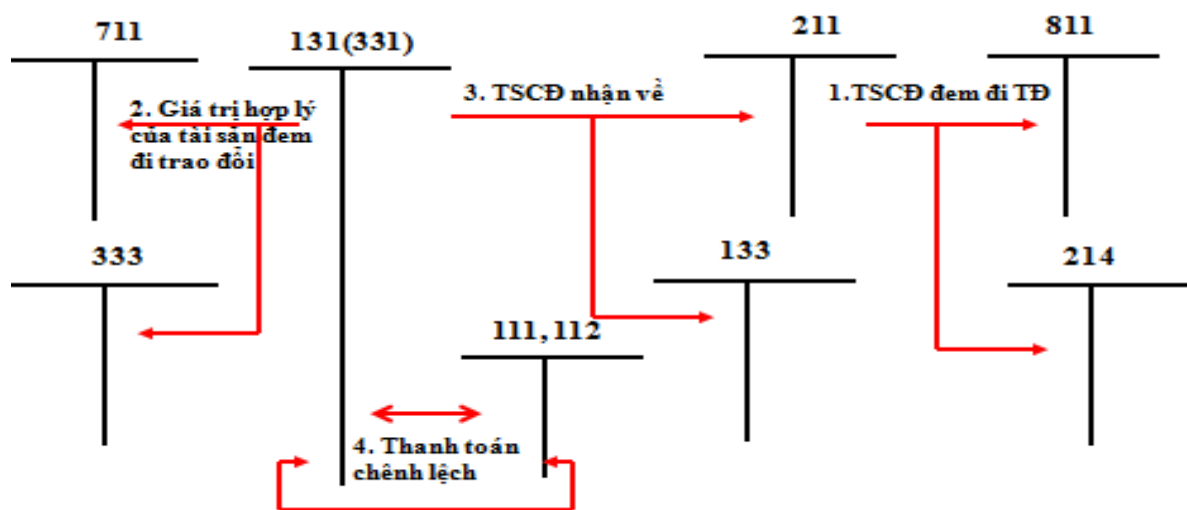 711
131(331)
211
811
2. Giá trị hợp lý
của tài sản đem
đi trao đổi
3. TSCĐ nhận về
1.TSCĐ đem đi TĐ
333
133
214
111, 112
4. Thanh toán
chênh lệch